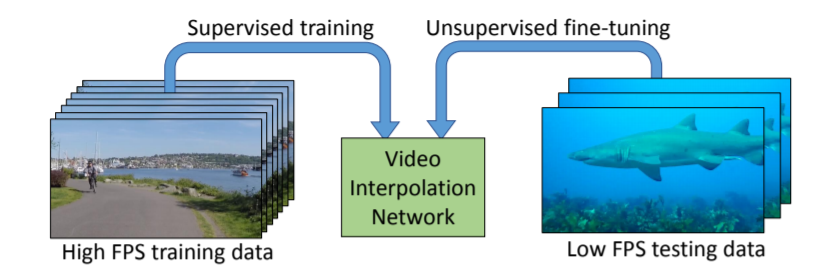 Supervised training
Unsupervised fine-tuning
Video
Interpolation
Network
High FPS training data
Low FPS testing data